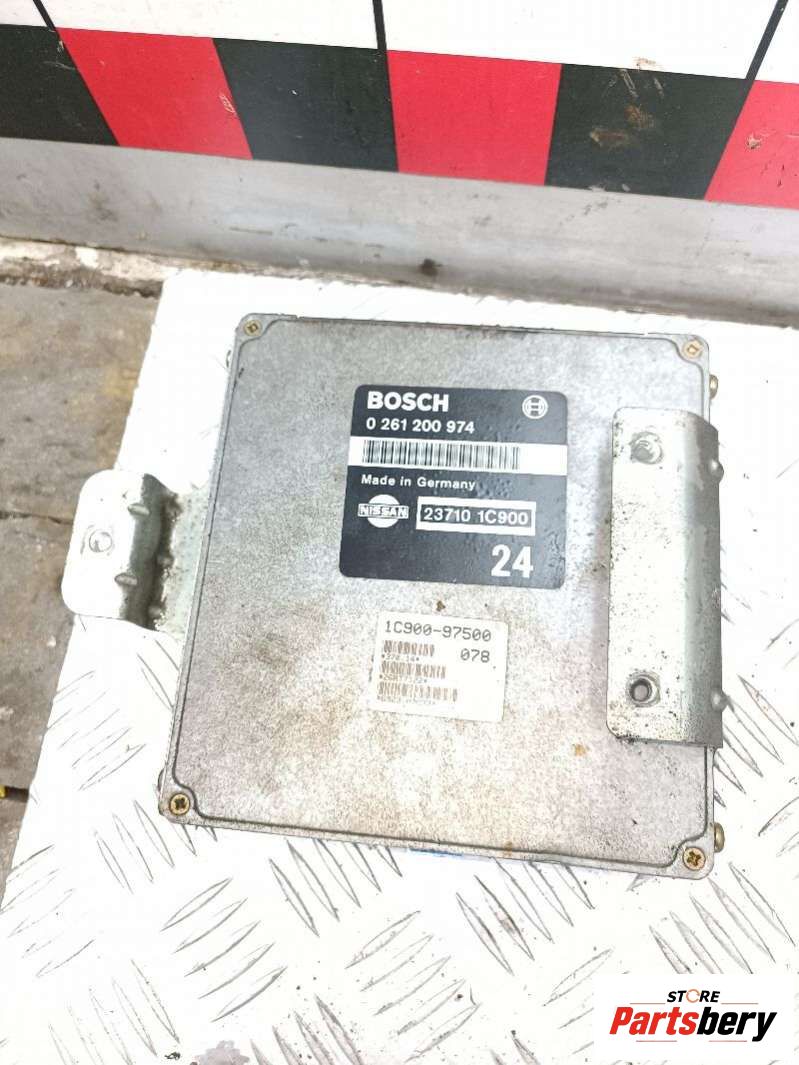 BOSCH
0 261 200 974
Made in Germany
NISSAN
23710 1C900
24
1C900-97500
078
STORE
Partsbery